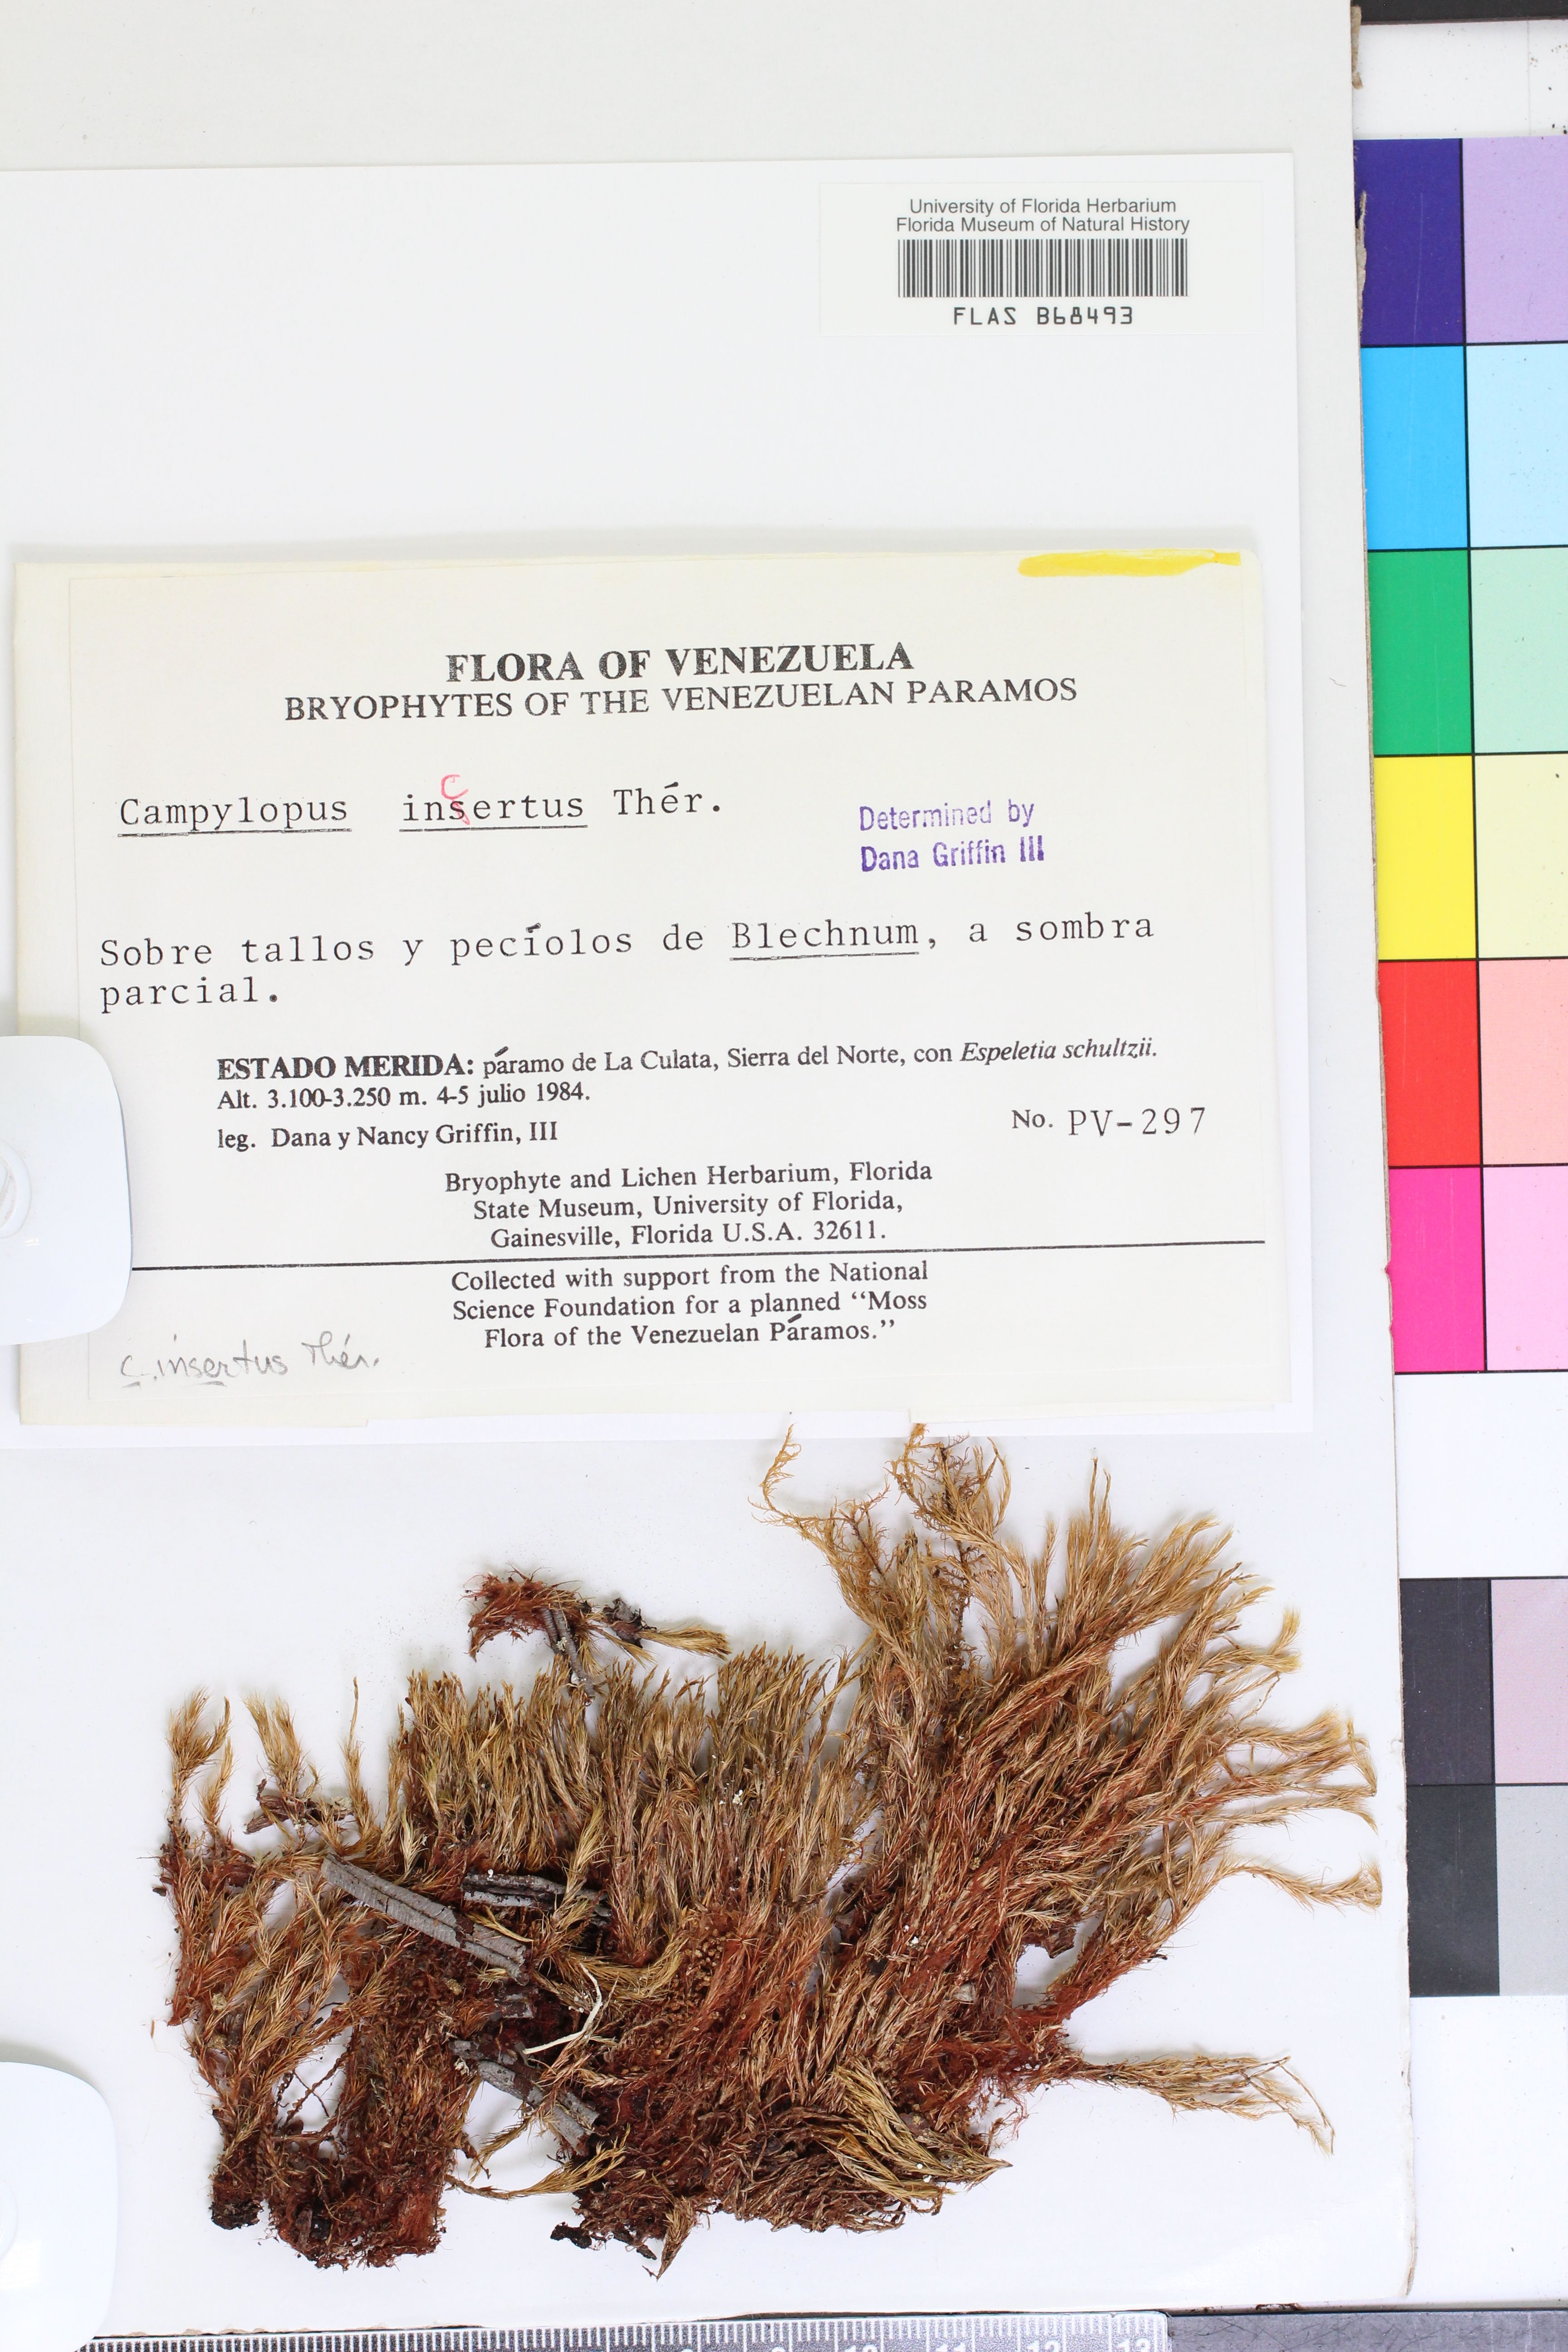 University of Florida Herbarium
Florida Museum of Natural History
FLAS B68493
FLORA OF VENEZUELA
BRYOPHYTES OF THE VENEZUELAN PARAMOS
C
Campylopus insertus Thér.
Determined by
Dana Griffin III
Sobre tallos y pecíolos de Blechnum, a sombra
parcial.
ESTADO MERIDA: páramo de La Culata, Sierra del Norte, con Espeletia schultzii.
Alt. 3.100-3.250 m. 4-5 julio 1984.
leg. Dana y Nancy Griffin, III
No. PV-297
Bryophyte and Lichen Herbarium, Florida
State Museum, University of Florida,
Gainesville, Florida U.S.A. 32611.
Collected with support from the National
Science Foundation for a planned “Moss
Flora of the Venezuelan Páramos.”
C. insertus Thér.
10 11 12 13